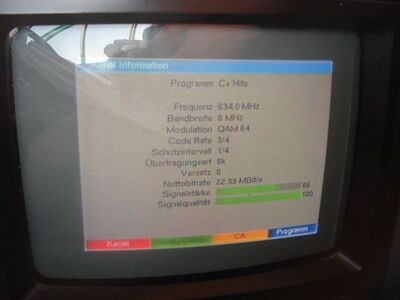 Kanal Information
Programm C+ Hits
Frequenz 634,0 MHz
Bandbreite 8 MHz
Modulation QAM 64
Code Rate 3/4
Schutzintervall 1/4
Übertragungsart 8k
Versatz 0
Nettobitrate 22,39 MBit/s
Signalstärke 66
Signalqualität 100
Kanal
CA
Programm